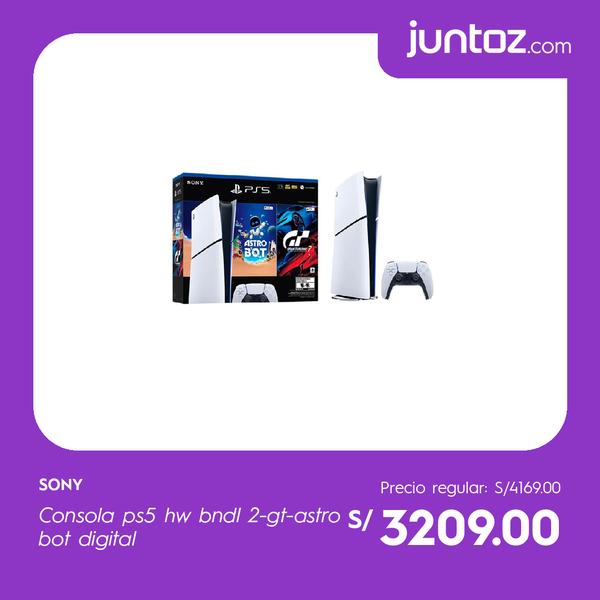 juntoz.com
SONY
PS5
ASTRO
BOT
GT
SONY
Precio regular: S/4169.00
Consola ps5 hw bndl 2-gt-astro
bot digital
S/ 3209.00